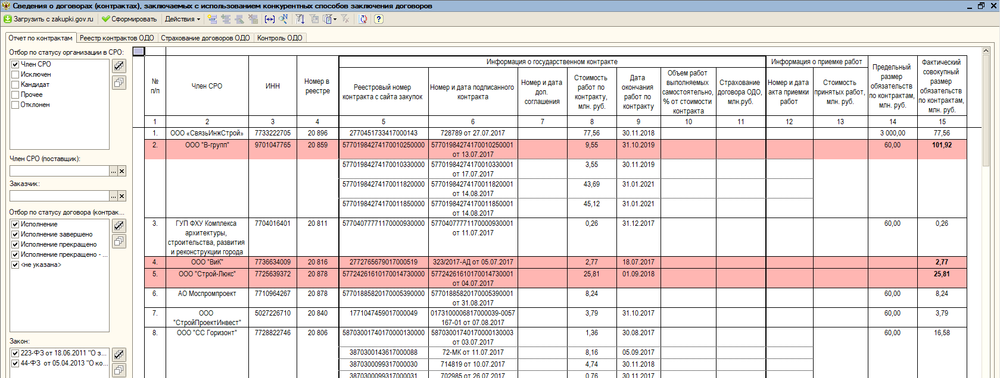 Сведения о договорах (контрактах), заключаемых с использованием конкурентных способов заключения договоров
Загрузить с zakupki.gov.ru Сформировать Действия
Отчет по контрактам Реестр контрактов ОДО Страхование договоров ОДО Контроль ОДО
Отбор по статусу организации в СРО:
Член СРО
Исключен
Кандидат
Прочее
Отклонен
Член СРО (поставщик):
... x
Заказчик:
... x
Отбор по статусу договора (контрак...
Исполнение
Исполнение завершено
Исполнение прекращено
Исполнение прекращено - ...
<не указана>
Закон:
223-ФЗ от 18.06.2011 "О з...
44-ФЗ от 05.04.2013 "О ко...
№
п/п
Член СРО
ИНН
Номер в
реестре
Информация о государственном контракте
Реестровый номер
контракта с сайта закупок
Номер и дата подписанного
контракта
Номер и дата
доп.
соглашения
Стоимость
работ по
контракту,
млн. руб.
Дата
окончания
работ по
контракту
Объем работ
выполняемых
самостоятельно,
% от стоимости
контракта
Страхование
договора ОДО,
млн.руб.
Информация о приемке работ
Номер и дата
акта приемки
работ
Стоимость
принятых работ,
млн. руб.
Предельный
размер
обязательств
по контрактам,
млн. руб.
Фактический
совокупный
размер
обязательств
по контрактам,
млн. руб.
1 2 3 4 5 6 7 8 9 10 11 12 13 14 15
1. ООО «СвязьИнжСтрой» 7733222705 20 896 2770451733417000143 728789 от 27.07.2017 77,56 30.11.2018 3 000,00 77,56
2. ООО "В-групп" 9701047765 20 859 57701984274170010250000 57701984274170010250001 9,55 31.10.2019 60,00 101,92
от 13.07.2017
57701984274170010330000 57701984274170010330001 3,55 30.11.2019
от 17.07.2017
57701984274170011820000 57701984274170011820001 43,69 31.01.2021
от 14.08.2017
57701984274170011850000 57701984274170011850001 45,12 31.01.2021
от 14.08.2017
3. ГУП ФХУ Комплекса 7704016401 20 811 57704077771170000930000 57704077771170000930001 0,26 31.12.2017 60,00 0,26
архитектуры, от 11.07.2017
строительства, развития
и реконструкции города
4. ООО "ВиК" 7736634009 20 816 2772765679017000519 323/2017-АД от 05.07.2017 2,77 18.07.2017 2,77
5. ООО "Строй-Люкс" 7725639372 20 878 57724261610170014730000 57724261610170014730001 25,81 01.09.2018 25,81
от 04.07.2017
6. АО Моспромпроект 7710964267 20 878 57701885820170005390000 57701885820170005390001 8,24 60,00 8,24
от 31.08.2017
7. ООО 5027226710 20 840 1771047459017000049 0173100006817000039-0057 3,79 31.10.2017 60,00 3,79
"СтройПроектИнвест" 167-01 от 07.08.2017
8. ООО "СС Горизонт" 7728822746 20 806 58703001740170000130000 58703001740170000130003 1,36 30.08.2017 60,00 16,58
от 03.07.2017
3870300143617000088 72-МК от 11.07.2017 8,16 05.09.2017
3870300099317000030 714819 от 10.07.2017 4,74 30.11.2018
3870300099317000031 702985 от 26.07.2017 0,76 30.11.2017